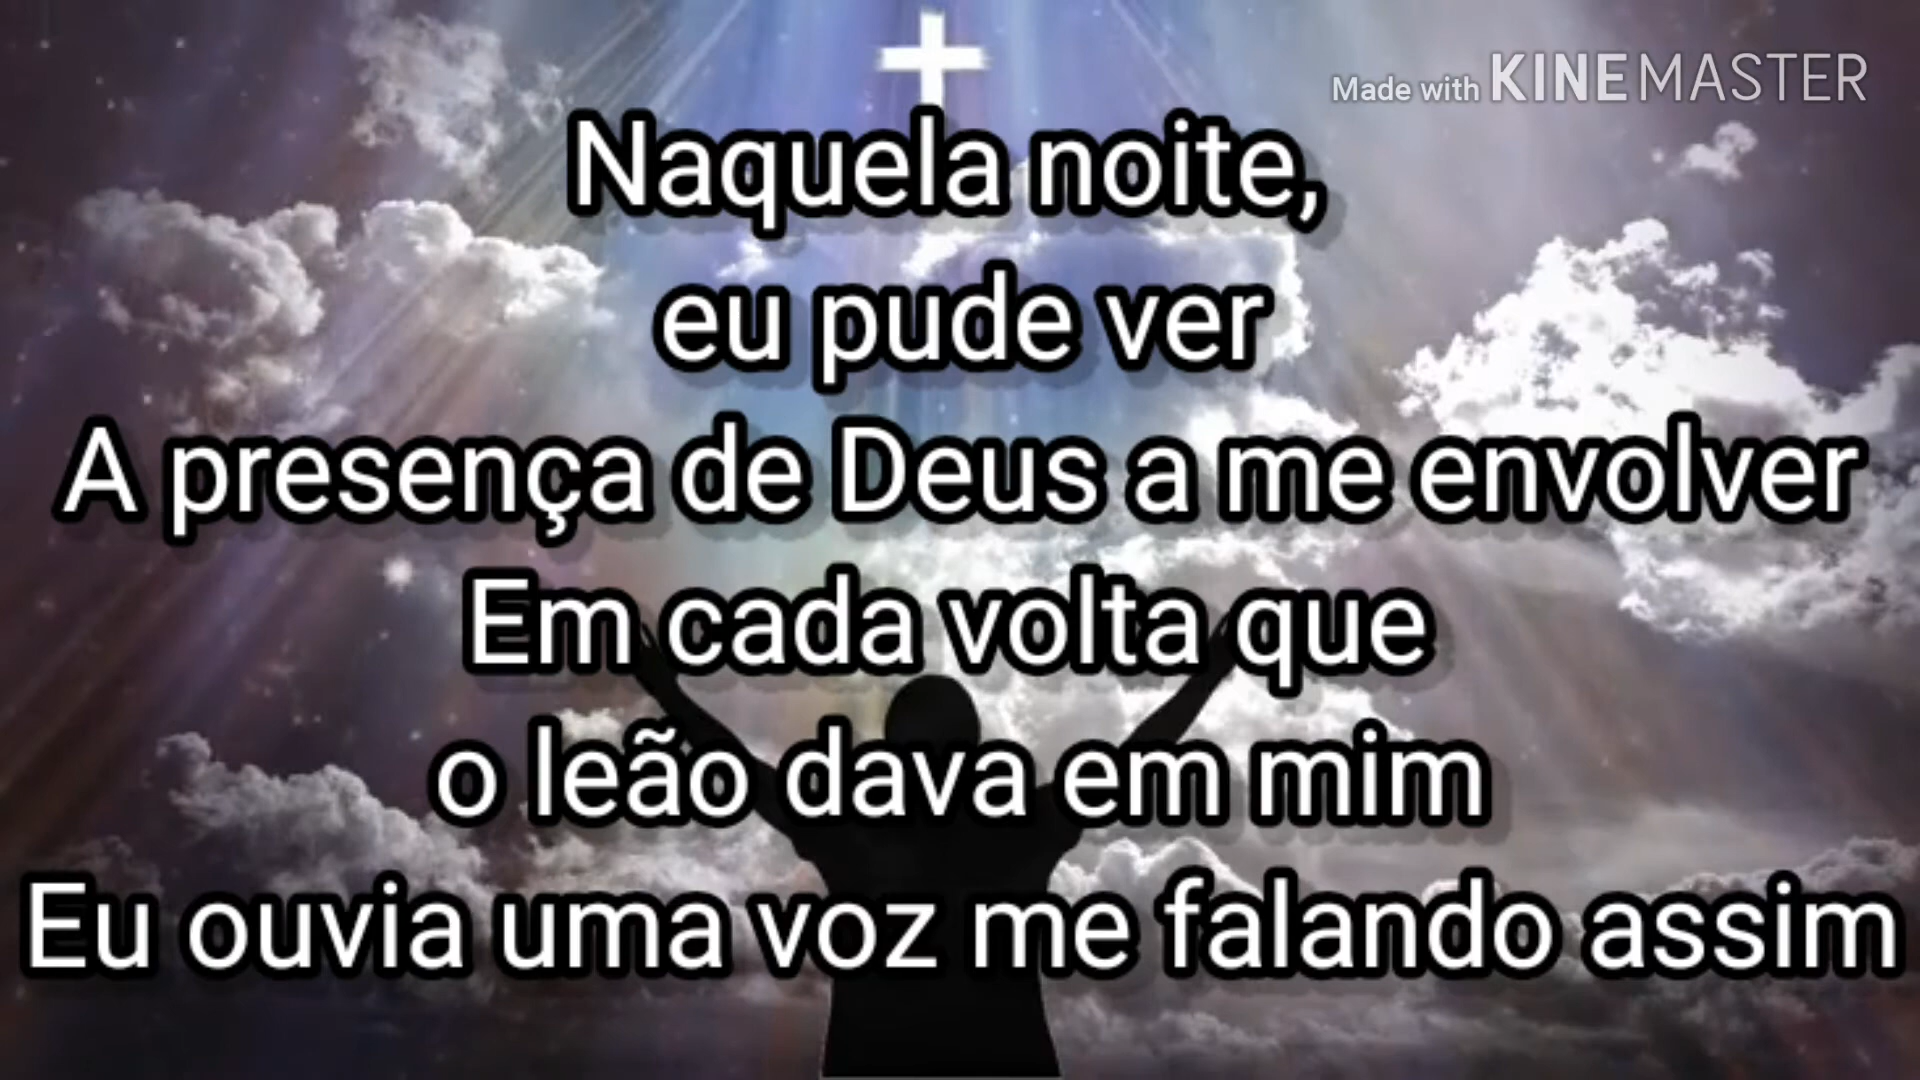 Made with KINEMASTER
Naquela noite,
eu pude ver
A presença de Deus a me envolver
Em cada volta que
o leão dava em mim
Eu ouvia uma voz me falando assim